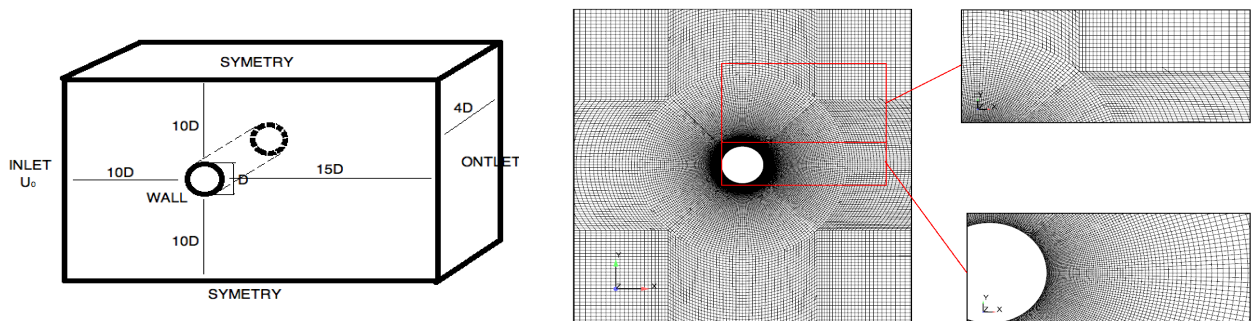 SYMETRY
10D
4D
INLET
U₀
10D
WALL
D
15D
ONTLET
10D
SYMETRY
Y
Z
X
Y
Z
X
Y
Z
X